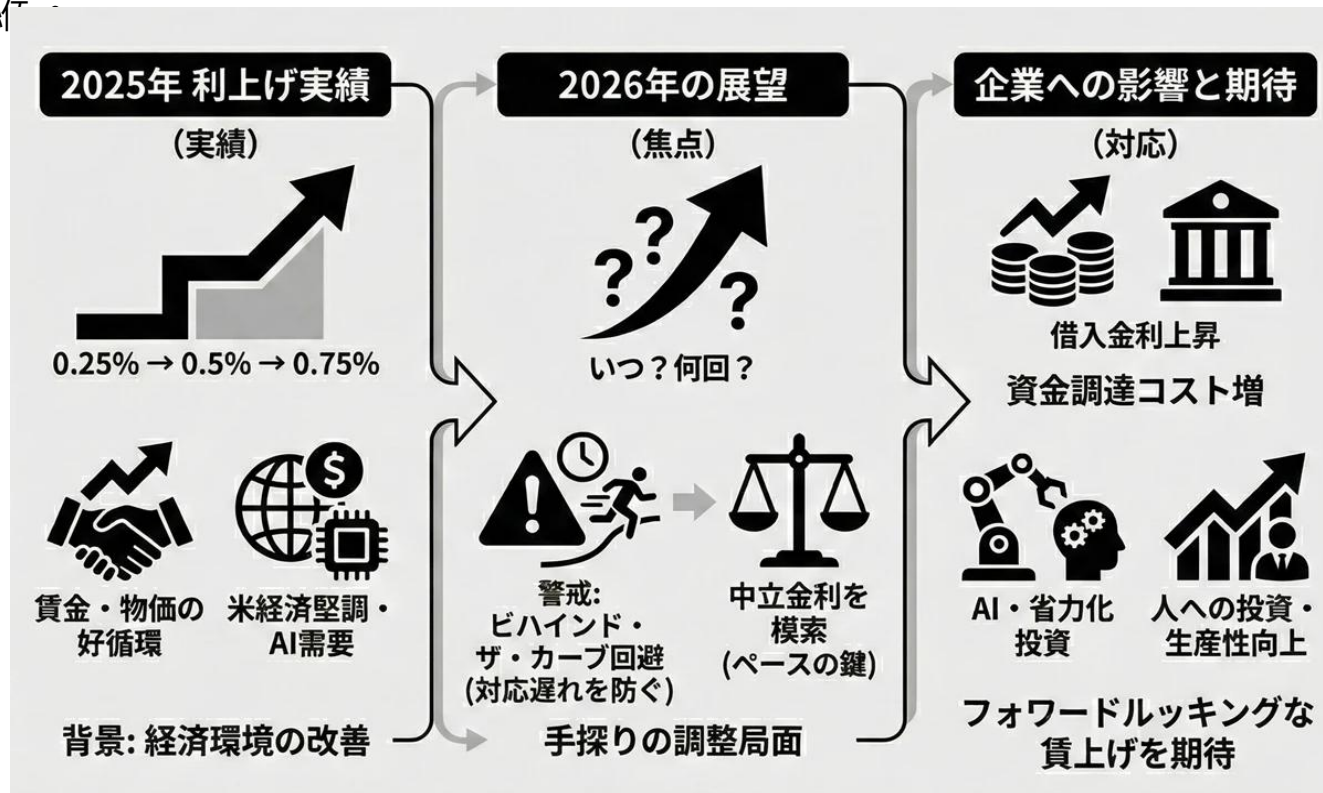 2025年 利上げ実績
（実績）
0.25% → 0.5% → 0.75%
賃金・物価の
好循環
米経済堅調・
AI需要
背景: 経済環境の改善
2026年の展望
（焦点）
? ? ?
いつ？何回？
警戒:
ビハインド・
ザ・カーブ回避
(対応遅れを防ぐ)
中立金利を
模索
(ペースの鍵)
手探りの調整局面
企業への影響と期待
（対応）
借入金利上昇
資金調達コスト増
AI・省力化
投資
人への投資・
生産性向上
フォワードルッキングな
賃上げを期待